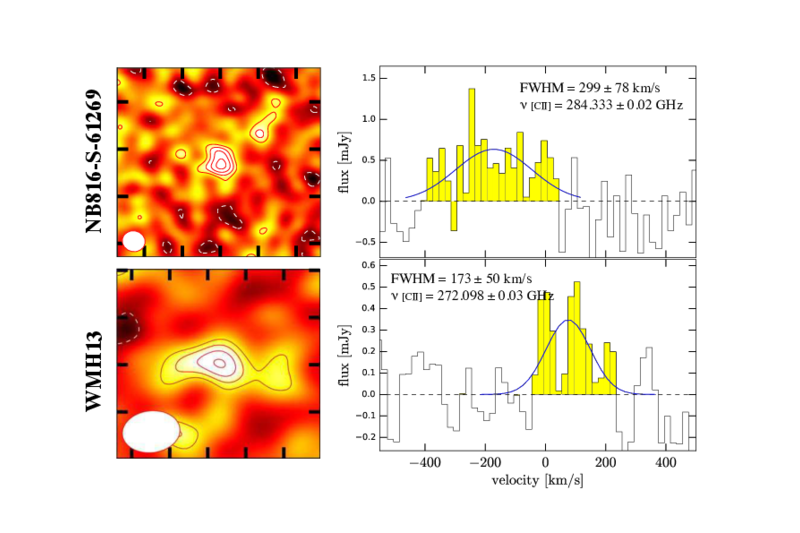 NB816-S-61269
1.5
1.0
0.5
0.0
−0.5
flux [mJy]
FWHM = 299 ± 78 km/s
ν [CII] = 284.333 ± 0.02 GHz
WMH13
0.6
0.5
0.4
0.3
0.2
0.1
0.0
−0.1
−0.2
flux [mJy]
FWHM = 173 ± 50 km/s
ν [CII] = 272.098 ± 0.03 GHz
−400 −200 0 200 400
velocity [km/s]